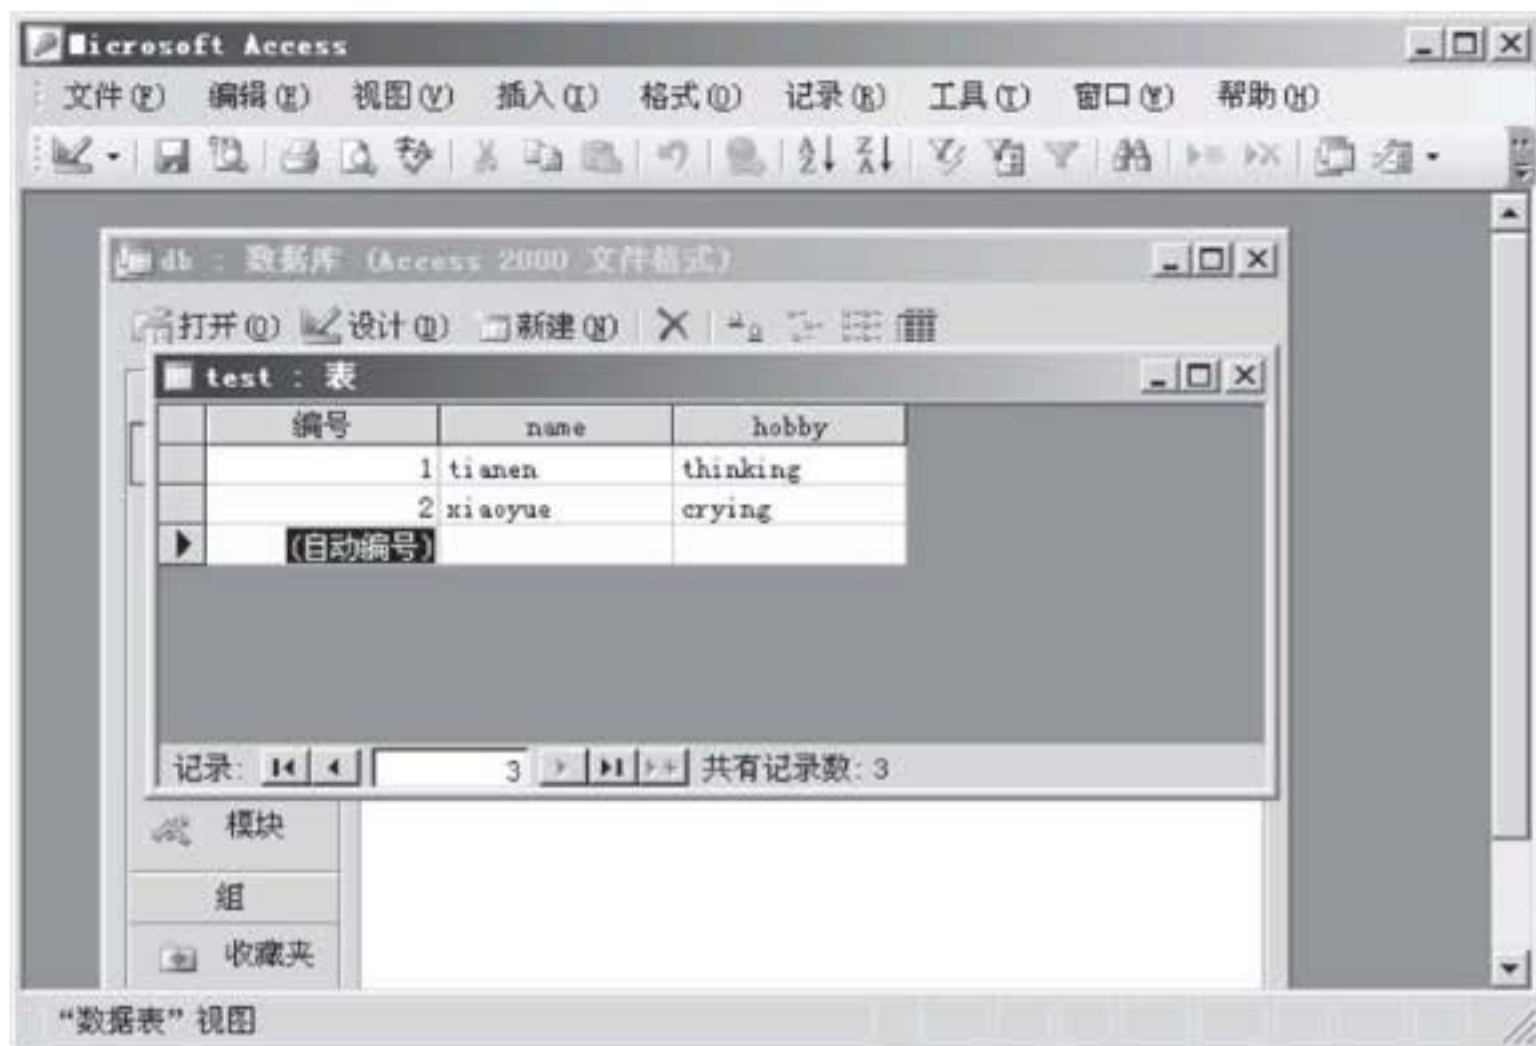 Microsoft Access
文件(F) 编辑(E) 视图(V) 插入(I) 格式(O) 记录(R) 工具(T) 窗口(W) 帮助(H)
db : 数据库 (Access 2000 文件格式)
打开(O) 设计(D) 新建(N)
test : 表
编号 name hobby
1 tianen thinking
2 xiaoyue crying
(自动编号)
记录: 3 共有记录数: 3
模块
组
收藏夹
“数据表”视图